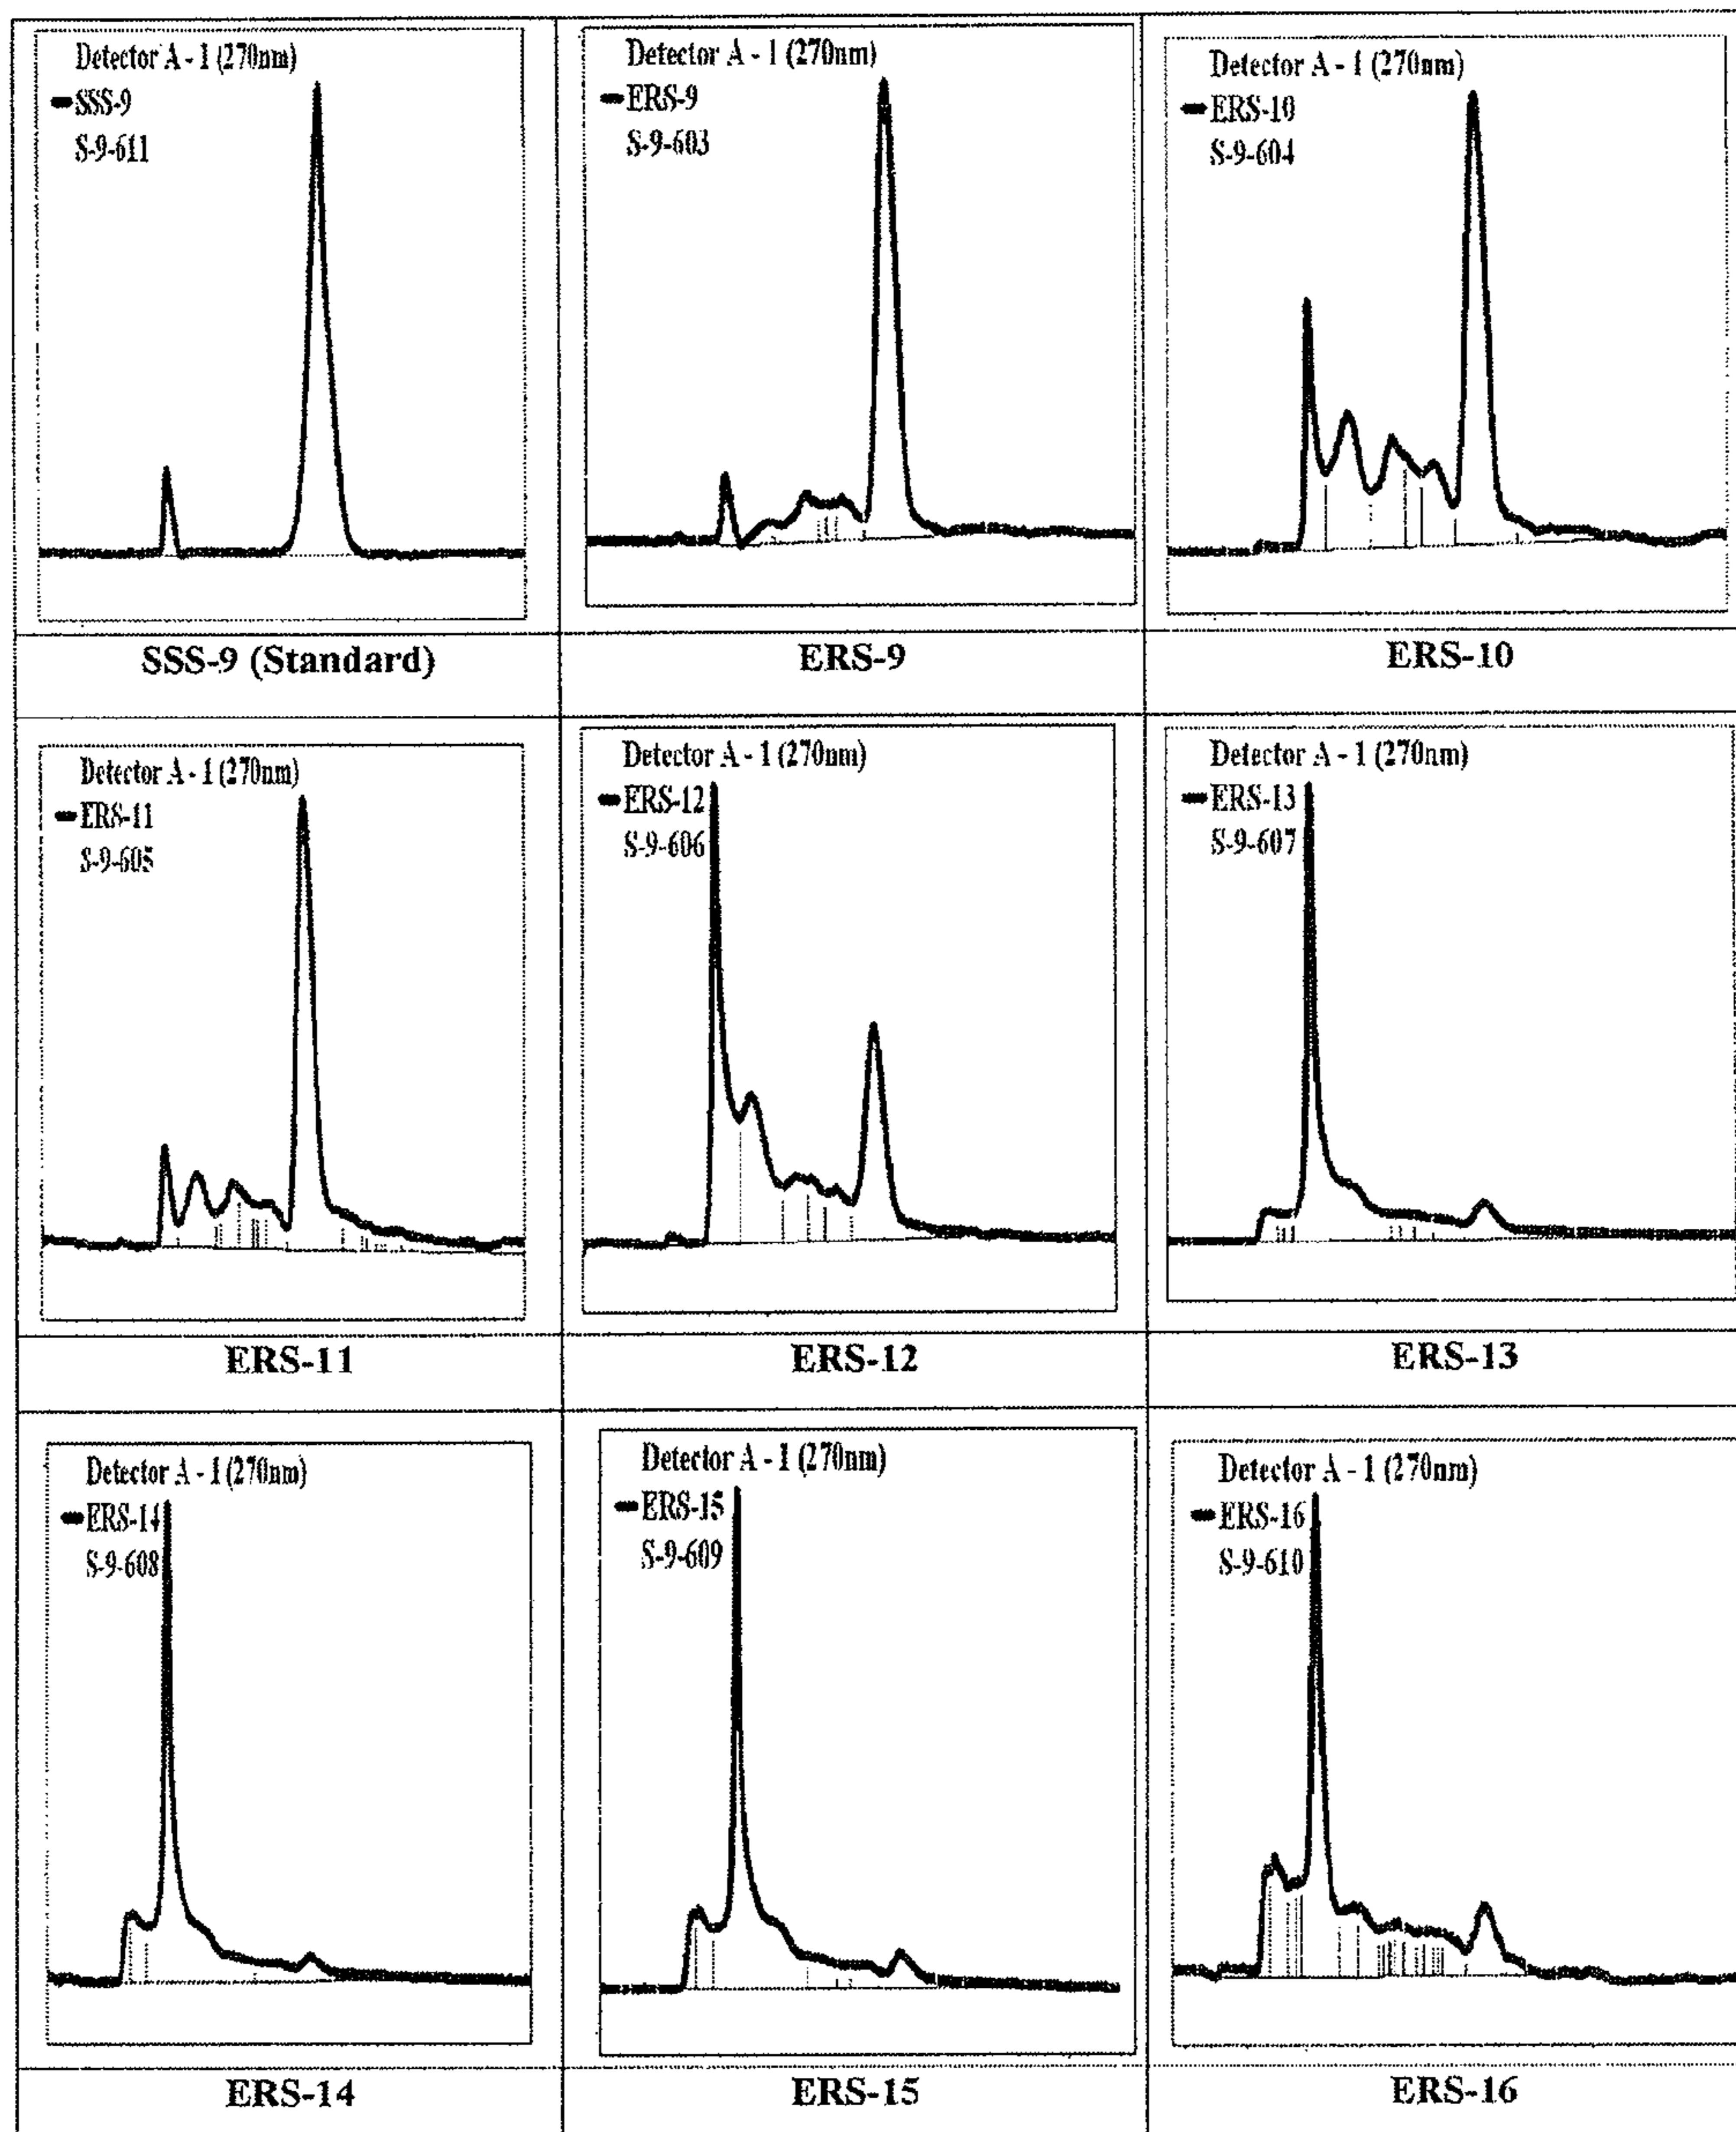 Detector A - 1 (270nm)
SSS-9
S-9-611
Detector A - 1 (270nm)
ERS-9
S-9-603
Detector A - 1 (270nm)
ERS-10
S-9-604
SSS-9 (Standard)
ERS-9
ERS-10
Detector A - 1 (270nm)
ERS-11
S-9-605
Detector A - 1 (270nm)
ERS-12
S-9-606
Detector A - 1 (270nm)
ERS-13
S-9-607
ERS-11
ERS-12
ERS-13
Detector A - 1 (270nm)
ERS-14
S-9-608
Detector A - 1 (270nm)
ERS-15
S-9-609
Detector A - 1 (270nm)
ERS-16
S-9-610
ERS-14
ERS-15
ERS-16